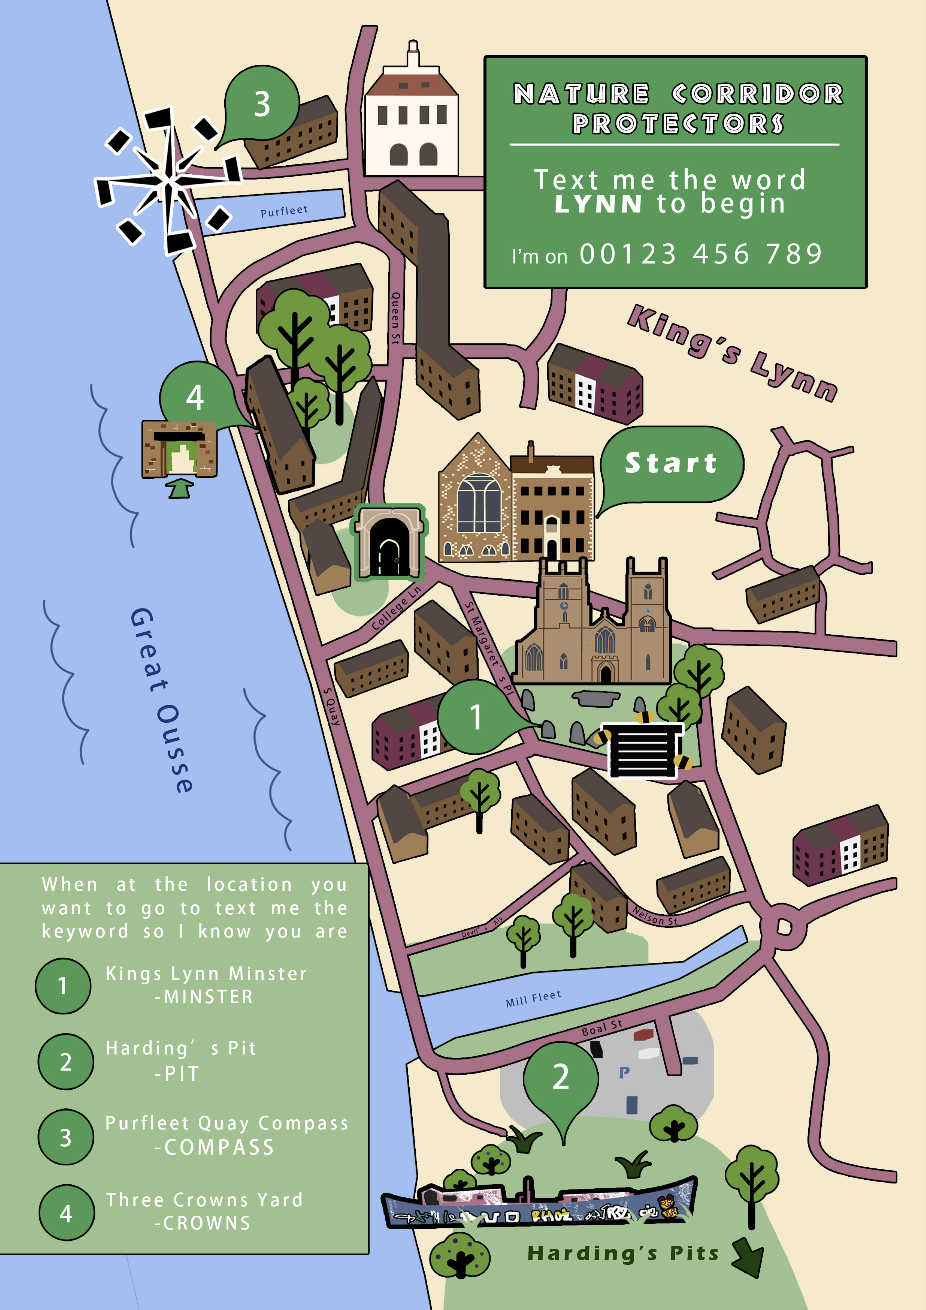 NATURE CORRIDOR
PROTECTORS
Text me the word
LYNN to begin
I'm on 00123 456 789
3
Purfleet
Queen St
King's Lynn
4
Start
College Ln
St Margaret's Pl
Great Ousse
S Quay
1
When at the location you
want to go to text me the
keyword so I know you are
1 Kings Lynn Minster
-MINSTER
2 Harding's Pit
-PIT
3 Purfleet Quay Compass
-COMPASS
4 Three Crowns Yard
-CROWNS
Nelson St
Mill Fleet
Boal St
P
2
Harding's Pits